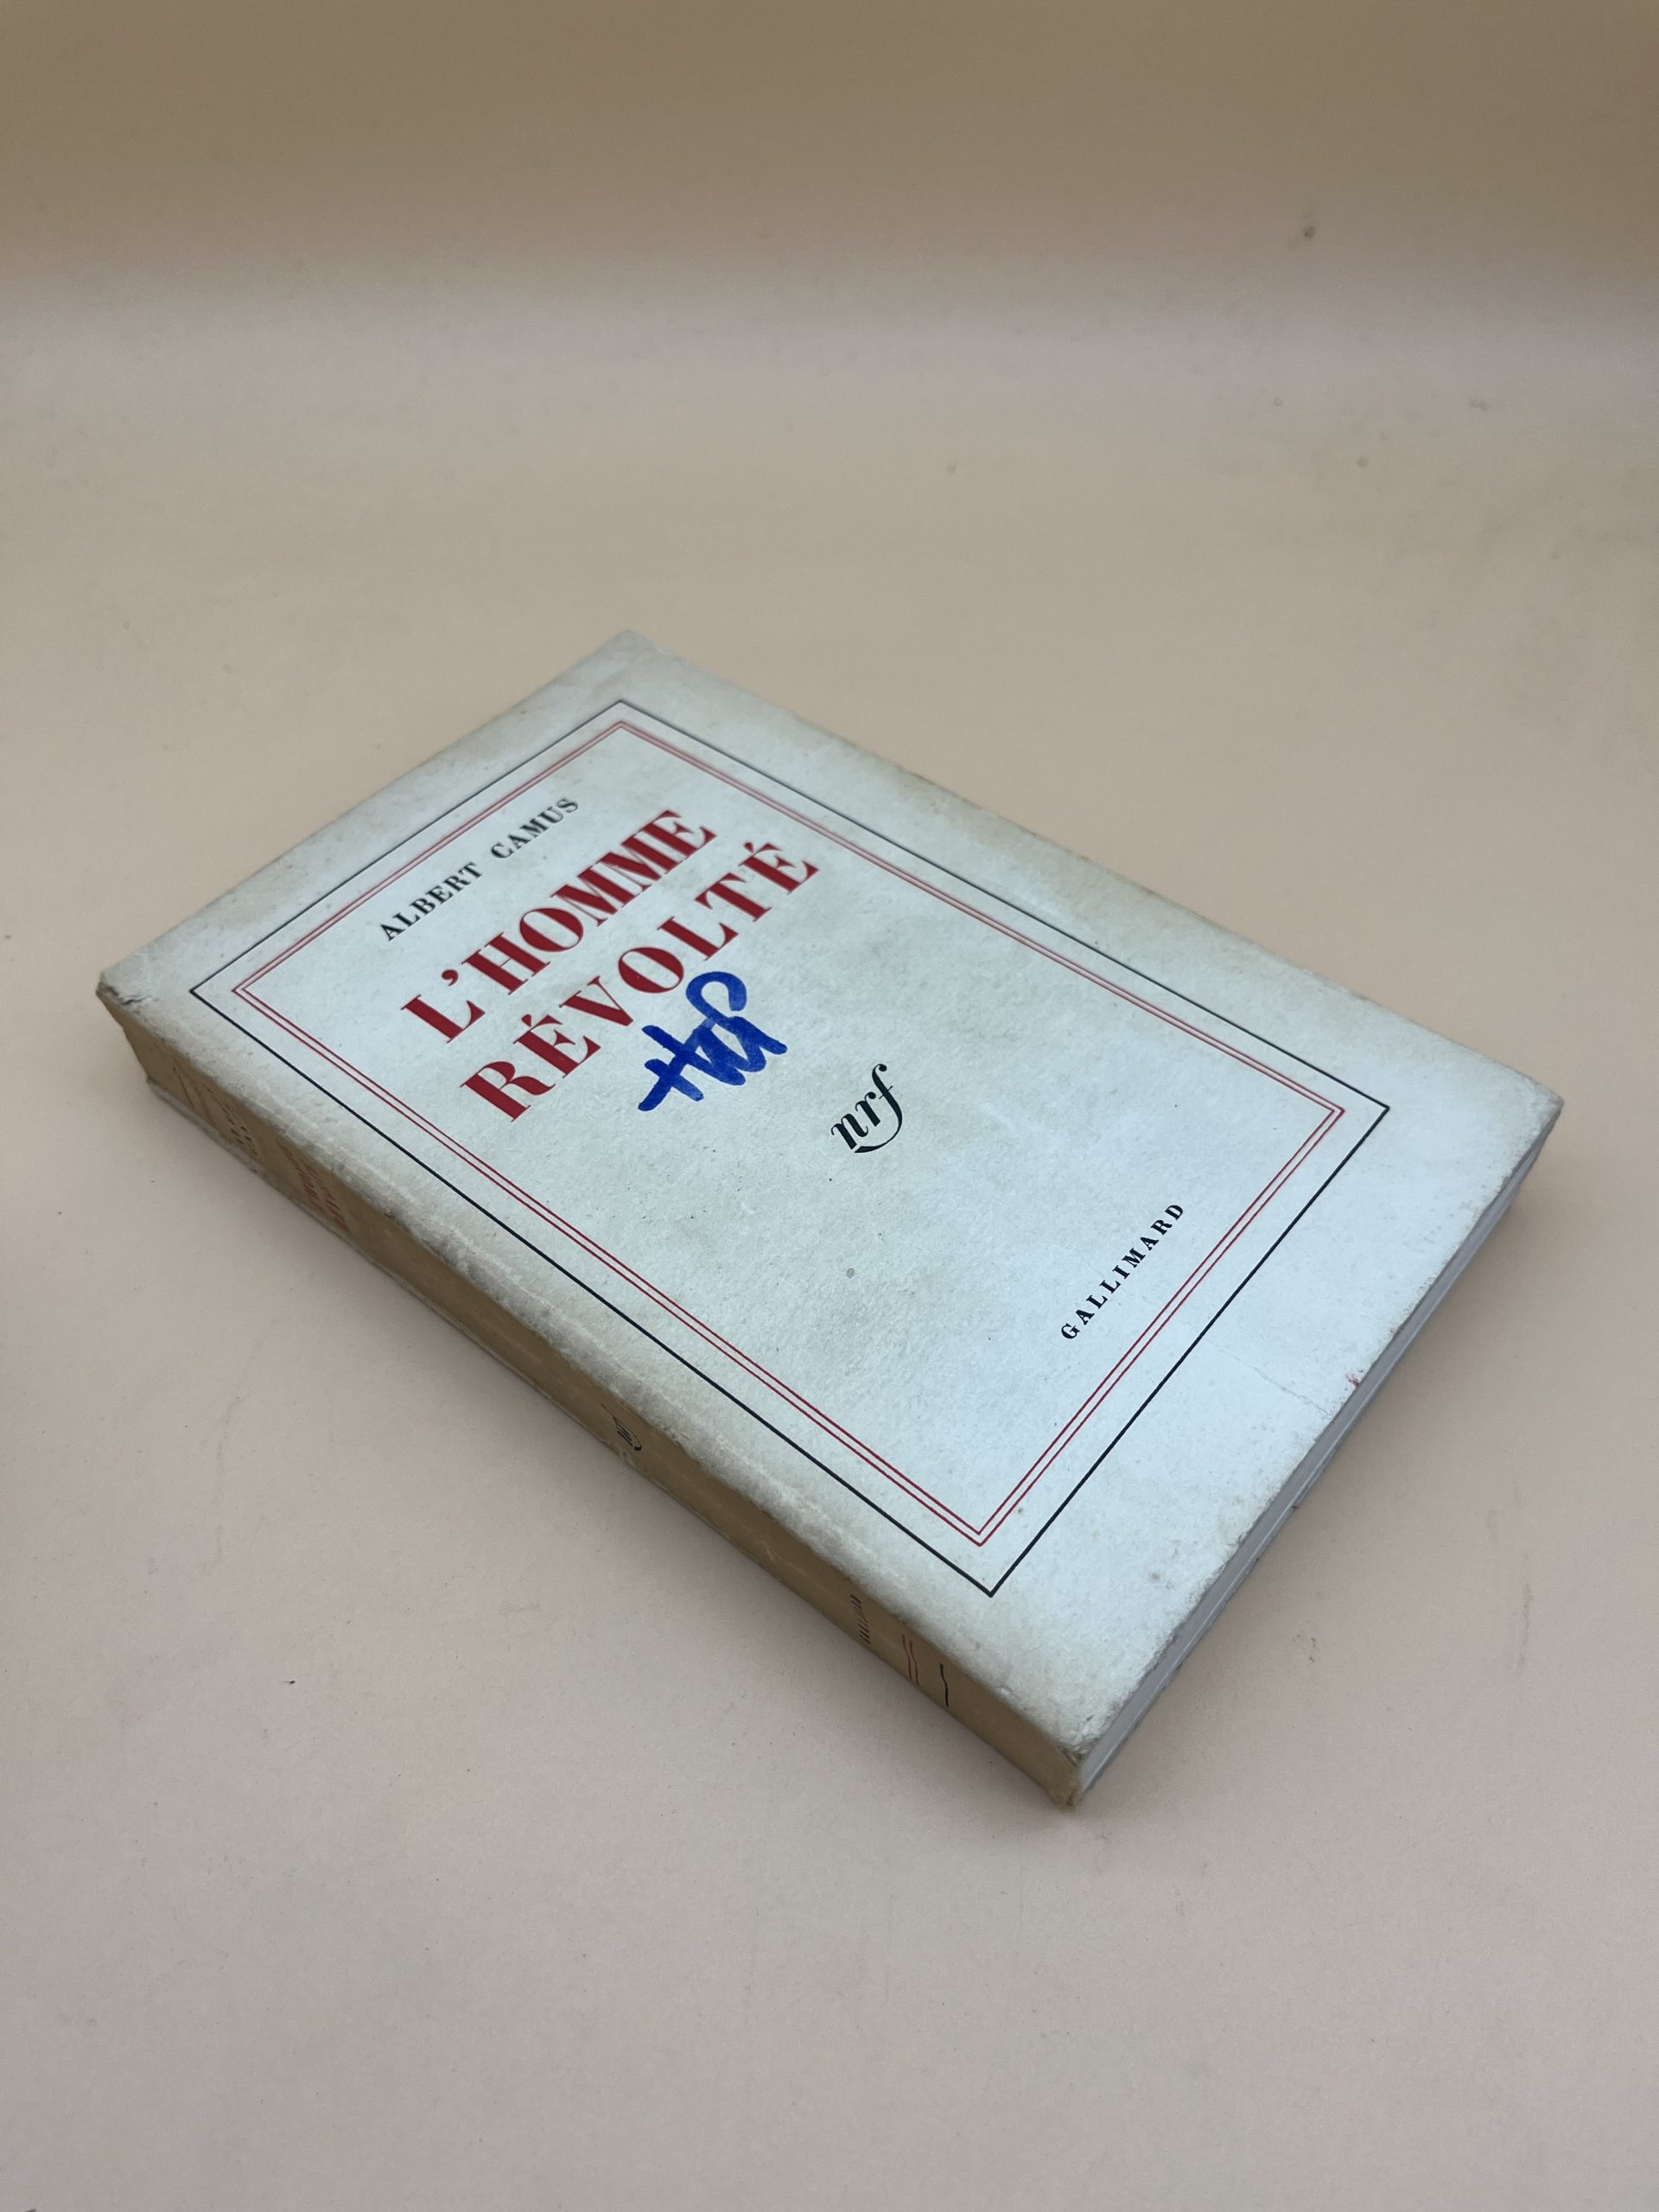 ALBERT CAMUS
L'HOMME
RÉVOLTÉ
nrf
GALLIMARD